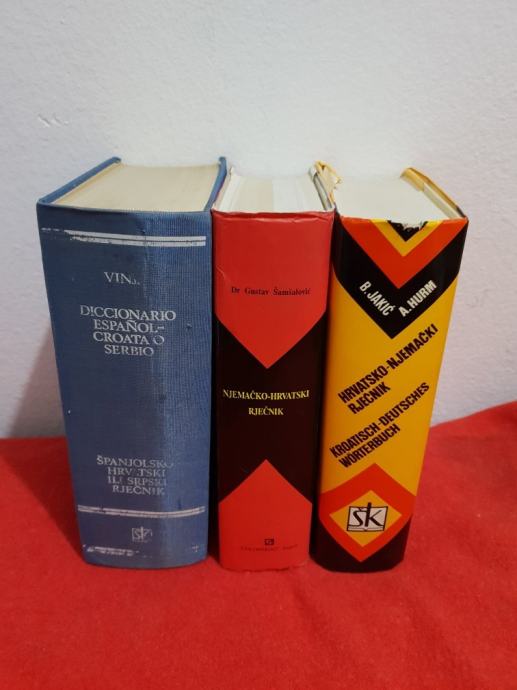 DICCIONARIO
ESPAÑOL-
CROATA O
SERBIO
ŠPANJOLSKO
HRVATSKI
ILI SRPSKI
RJEČNIK
ŠK
Dr Gustav Šamšalović
NJEMAČKO-HRVATSKI
RJEČNIK
B. JAKIĆ
A. HURM
HRVATSKO-NJEMAČKI
RJEČNIK
KROATISCH-DEUTSCHES
WÖRTERBUCH
ŠK